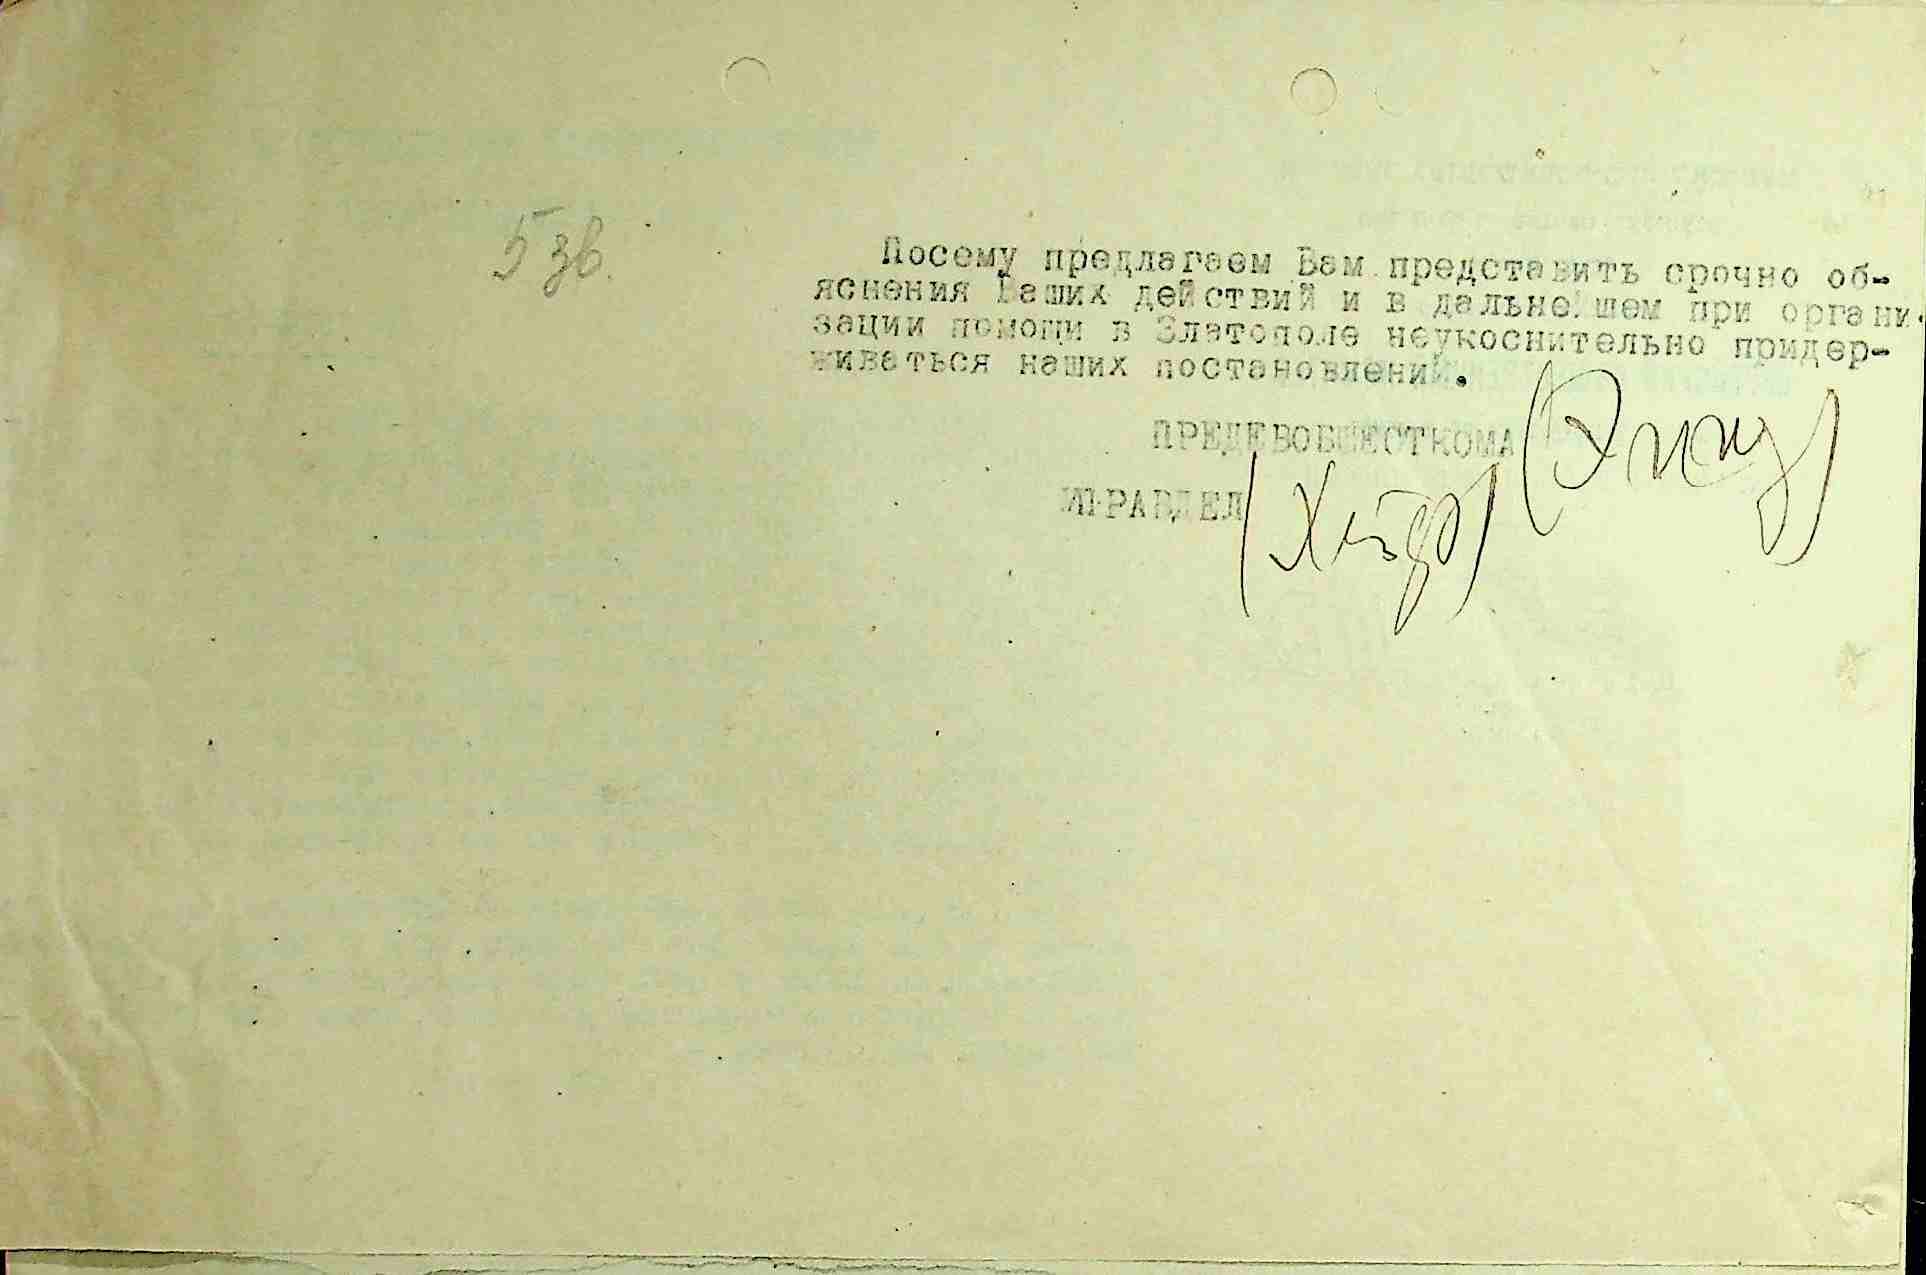 5 зв.
Посему предлагаем Вам представить срочно об-
яснения Ваших действий и в дальнейшем при органи-
зации помощи в Златополе неукоснительно придер-
живаться наших постановлений.
ПРЕДЕВОБЩЕСТКОМА
УПРАВДЕЛ